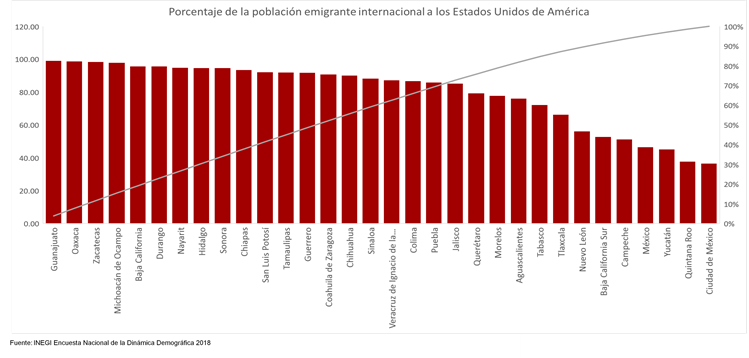 Porcentaje de la población emigrante internacional a los Estados Unidos de América
120.00
100.00
80.00
60.00
40.00
20.00
0.00
100%
90%
80%
70%
60%
50%
40%
30%
20%
10%
0%
Guanajuato
Oaxaca
Zacatecas
Michoacán de Ocampo
Baja California
Durango
Nayarit
Hidalgo
Sonora
Chiapas
San Luis Potosí
Tamaulipas
Guerrero
Coahuila de Zaragoza
Chihuahua
Sinaloa
Veracruz de Ignacio de la...
Colima
Puebla
Jalisco
Querétaro
Morelos
Aguascalientes
Tabasco
Tlaxcala
Nuevo León
Baja California Sur
Campeche
México
Yucatán
Quintana Roo
Ciudad de México
Fuente: INEGI Encuesta Nacional de la Dinámica Demográfica 2018